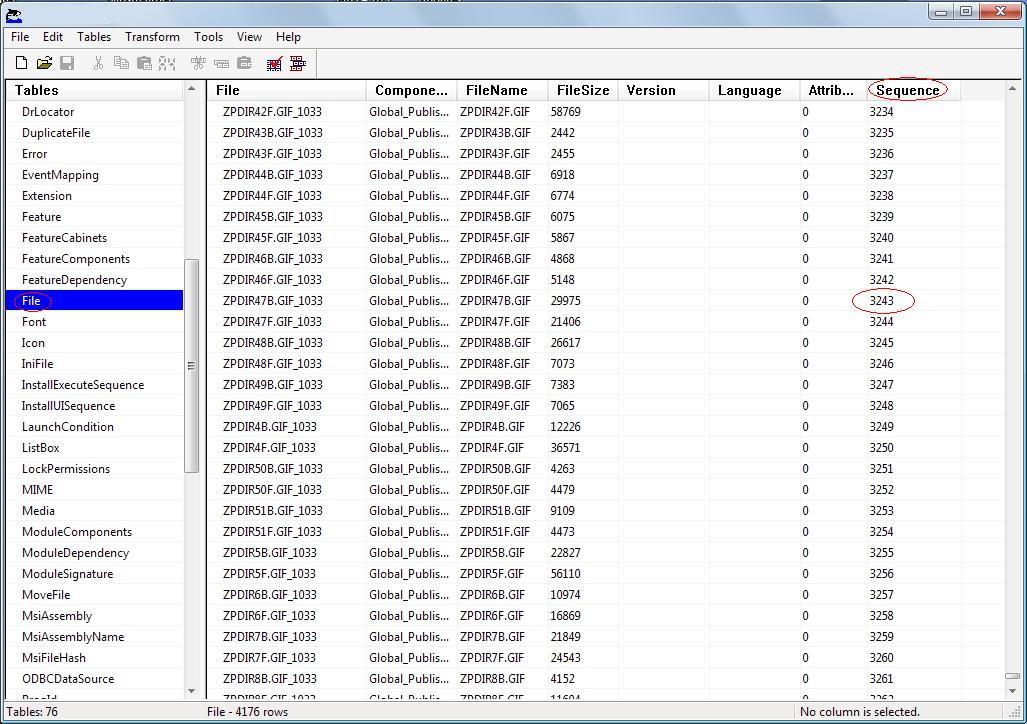 File Edit Tables Transform Tools View Help
Tables File Compone... FileName FileSize Version Language Attrib... Sequence
DrLocator ZPDIR42F.GIF_1033 Global_Publis... ZPDIR42F.GIF 58769 0 3234
DuplicateFile ZPDIR43B.GIF_1033 Global_Publis... ZPDIR43B.GIF 2442 0 3235
Error ZPDIR43F.GIF_1033 Global_Publis... ZPDIR43F.GIF 2455 0 3236
EventMapping ZPDIR44B.GIF_1033 Global_Publis... ZPDIR44B.GIF 6918 0 3237
Extension ZPDIR44F.GIF_1033 Global_Publis... ZPDIR44F.GIF 6774 0 3238
Feature ZPDIR45B.GIF_1033 Global_Publis... ZPDIR45B.GIF 6075 0 3239
FeatureCabinets ZPDIR45F.GIF_1033 Global_Publis... ZPDIR45F.GIF 5867 0 3240
FeatureComponents ZPDIR46B.GIF_1033 Global_Publis... ZPDIR46B.GIF 4868 0 3241
FeatureDependency ZPDIR46F.GIF_1033 Global_Publis... ZPDIR46F.GIF 5148 0 3242
File ZPDIR47B.GIF_1033 Global_Publis... ZPDIR47B.GIF 29975 0 3243
Font ZPDIR47F.GIF_1033 Global_Publis... ZPDIR47F.GIF 21406 0 3244
Icon ZPDIR48B.GIF_1033 Global_Publis... ZPDIR48B.GIF 26617 0 3245
IniFile ZPDIR48F.GIF_1033 Global_Publis... ZPDIR48F.GIF 7073 0 3246
InstallExecuteSequence ZPDIR49B.GIF_1033 Global_Publis... ZPDIR49B.GIF 7383 0 3247
InstallUISequence ZPDIR49F.GIF_1033 Global_Publis... ZPDIR49F.GIF 7065 0 3248
LaunchCondition ZPDIR4B.GIF_1033 Global_Publis... ZPDIR4B.GIF 12226 0 3249
ListBox ZPDIR4F.GIF_1033 Global_Publis... ZPDIR4F.GIF 36571 0 3250
LockPermissions ZPDIR50B.GIF_1033 Global_Publis... ZPDIR50B.GIF 4263 0 3251
MIME ZPDIR50F.GIF_1033 Global_Publis... ZPDIR50F.GIF 4479 0 3252
Media ZPDIR51B.GIF_1033 Global_Publis... ZPDIR51B.GIF 9109 0 3253
ModuleComponents ZPDIR51F.GIF_1033 Global_Publis... ZPDIR51F.GIF 4473 0 3254
ModuleDependency ZPDIR5B.GIF_1033 Global_Publis... ZPDIR5B.GIF 22827 0 3255
ModuleSignature ZPDIR5F.GIF_1033 Global_Publis... ZPDIR5F.GIF 56110 0 3256
MoveFile ZPDIR6B.GIF_1033 Global_Publis... ZPDIR6B.GIF 10974 0 3257
MsiAssembly ZPDIR6F.GIF_1033 Global_Publis... ZPDIR6F.GIF 16869 0 3258
MsiAssemblyName ZPDIR7B.GIF_1033 Global_Publis... ZPDIR7B.GIF 21849 0 3259
MsiFileHash ZPDIR7F.GIF_1033 Global_Publis... ZPDIR7F.GIF 24543 0 3260
ODBCDataSource ZPDIR8B.GIF_1033 Global_Publis... ZPDIR8B.GIF 4152 0 3261
Tables: 76 File - 4176 rows No column is selected.